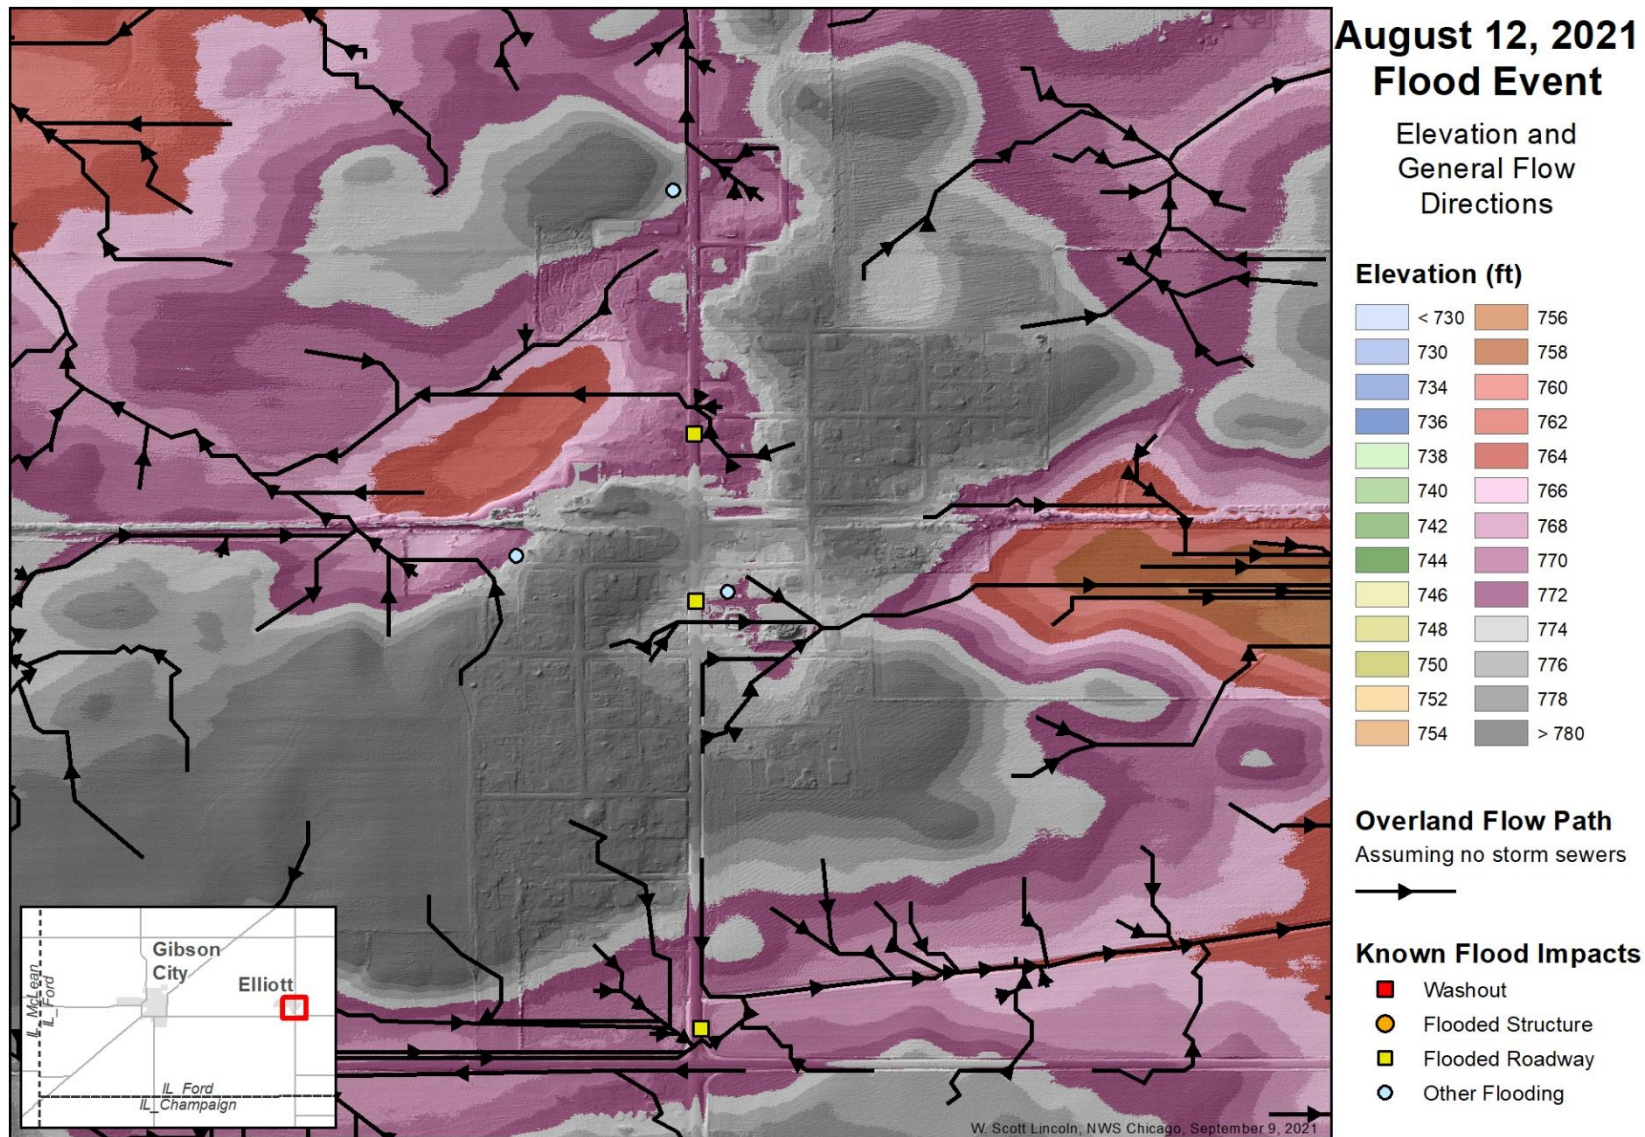 August 12, 2021
Flood Event
Elevation and
General Flow
Directions
Elevation (ft)
< 730
730
734
736
738
740
742
744
746
748
750
752
754
756
758
760
762
764
766
768
770
772
774
776
778
> 780
Overland Flow Path
Assuming no storm sewers
Known Flood Impacts
Washout
Flooded Structure
Flooded Roadway
Other Flooding
Gibson
City
Elliott
IL_McLean
IL_Ford
IL_Ford
IL_Champaign
W. Scott Lincoln, NWS Chicago, September 9, 2021